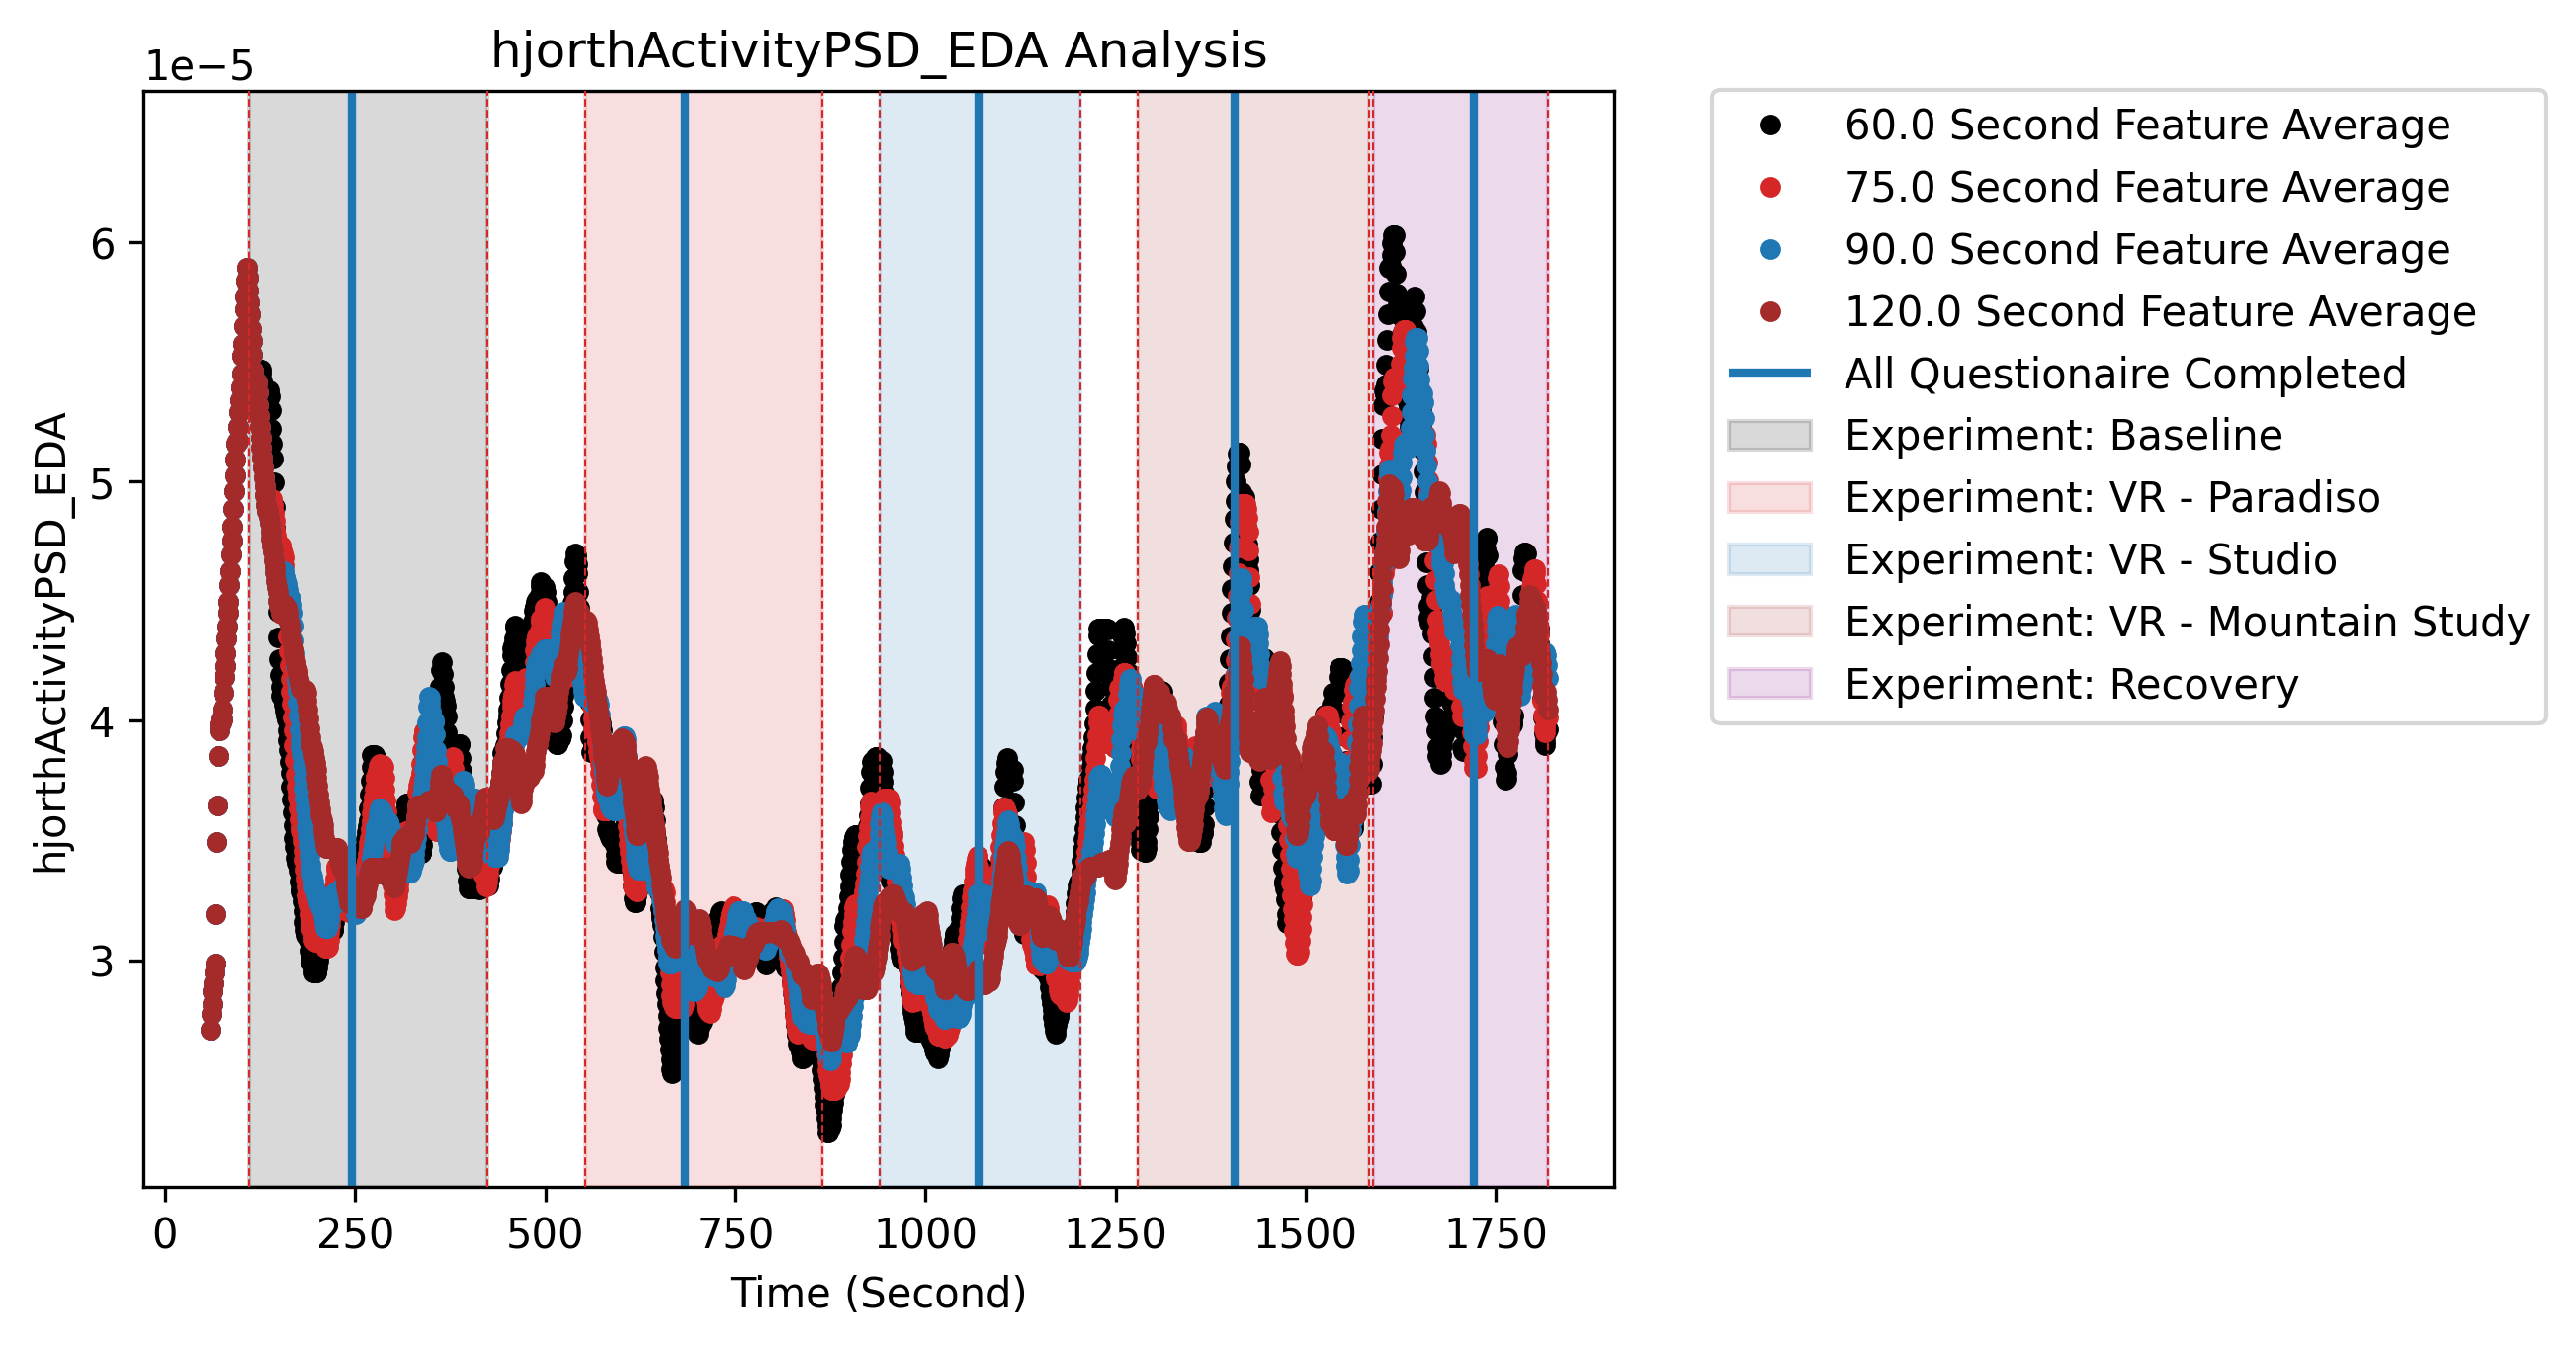 hjorthActivityPSD_EDA Analysis
1e−5
hjorthActivityPSD_EDA
6
5
4
3
0 250 500 750 1000 1250 1500 1750
Time (Second)
60.0 Second Feature Average
75.0 Second Feature Average
90.0 Second Feature Average
120.0 Second Feature Average
All Questionaire Completed
Experiment: Baseline
Experiment: VR - Paradiso
Experiment: VR - Studio
Experiment: VR - Mountain Study
Experiment: Recovery